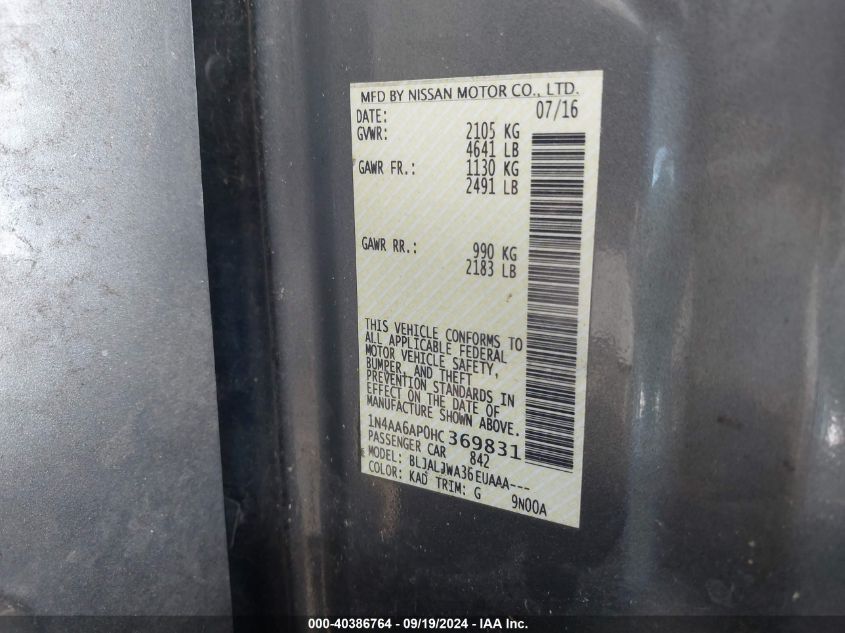 MFD BY NISSAN MOTOR CO., LTD.
DATE: 07/16
GVWR: 2105 KG
4641 LB
GAWR FR.: 1130 KG
2491 LB
GAWR RR.: 990 KG
2183 LB
THIS VEHICLE CONFORMS TO
ALL APPLICABLE FEDERAL
MOTOR VEHICLE SAFETY,
BUMPER, AND THEFT
PREVENTION STANDARDS IN
EFFECT ON THE DATE OF
MANUFACTURE SHOWN ABOVE.
1N4AA6AP0HC369831
PASSENGER CAR 842
MODEL: BLJALJWA36EUAAA---
COLOR: KAD TRIM: G 9N00A
000-40386764 - 09/19/2024 - IAA Inc.